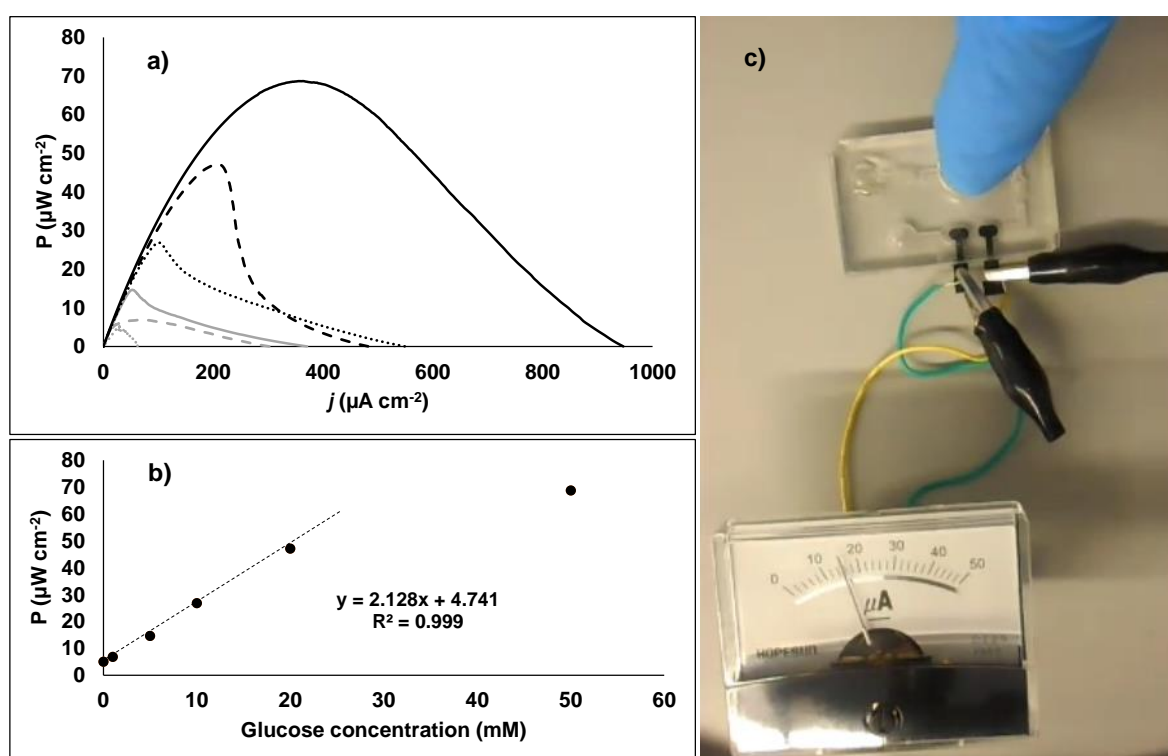 a)
P (µW cm-2)
80
70
60
50
40
30
20
10
0
0 200 400 600 800 1000
j (µA cm-2)
b)
P (µW cm-2)
80
70
60
50
40
30
20
10
0
y = 2.128x + 4.741
R² = 0.999
0 10 20 30 40 50 60
Glucose concentration (mM)
c)
0 10 20 30 40 50
µA
HOPESUN